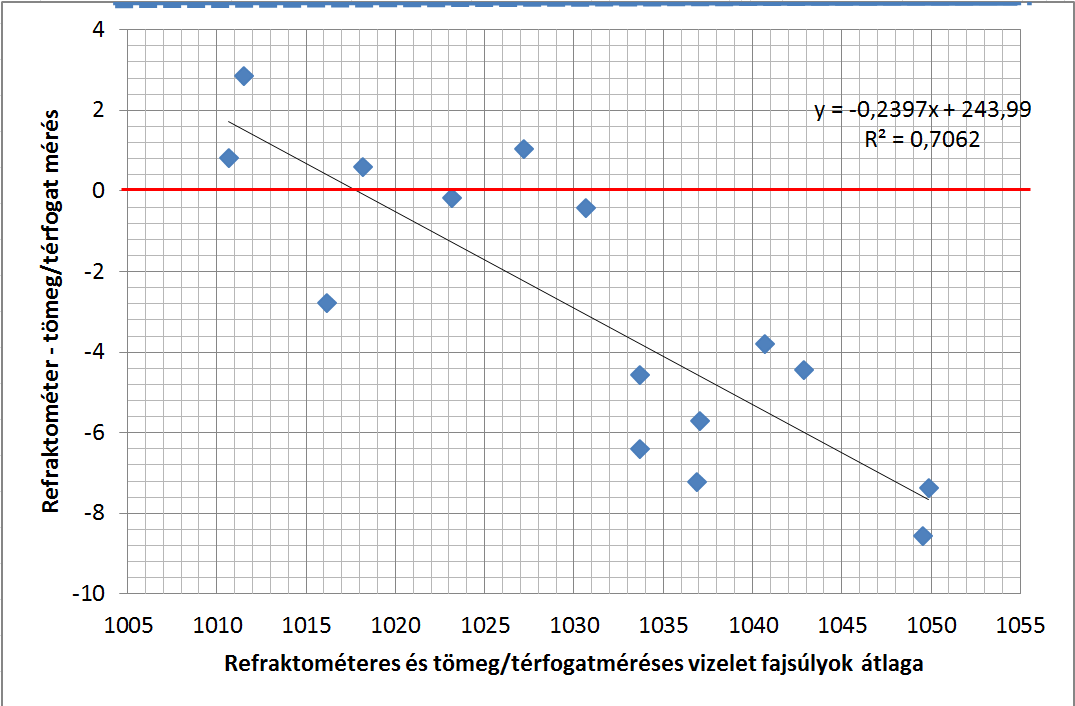 4
2
0
-2
-4
-6
-8
-10
Refraktométer - tömeg/térfogat mérés
y = -0,2397x + 243,99
R² = 0,7062
1005 1010 1015 1020 1025 1030 1035 1040 1045 1050 1055
Refraktométeres és tömeg/térfogatméréses vizelet fajsúlyok átlaga